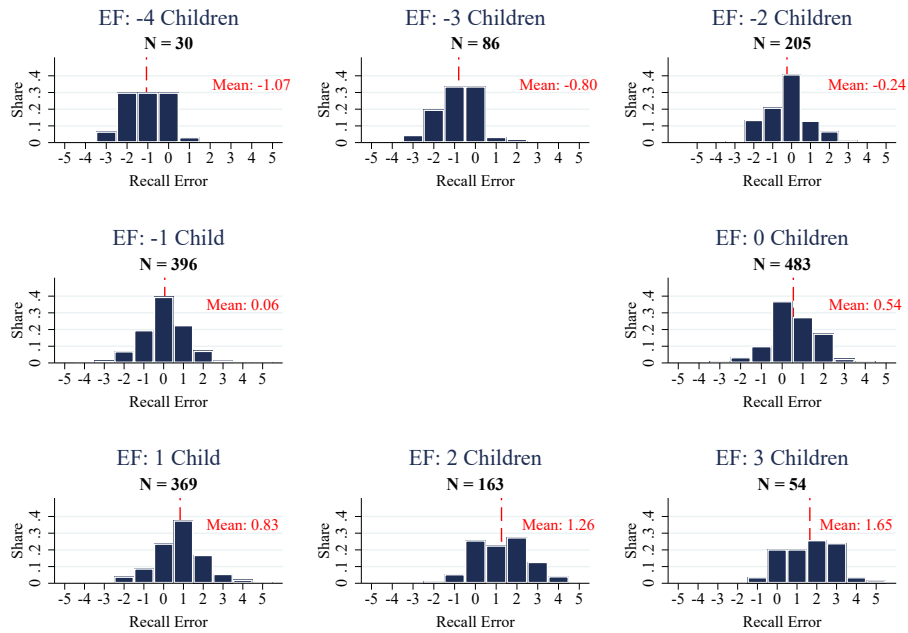 EF: -4 Children
N = 30
Mean: -1.07
Share
0 .1 .2 .3 .4
-5 -4 -3 -2 -1 0 1 2 3 4 5
Recall Error
EF: -3 Children
N = 86
Mean: -0.80
Share
0 .1 .2 .3 .4
-5 -4 -3 -2 -1 0 1 2 3 4 5
Recall Error
EF: -2 Children
N = 205
Mean: -0.24
Share
0 .1 .2 .3 .4
-5 -4 -3 -2 -1 0 1 2 3 4 5
Recall Error
EF: -1 Child
N = 396
Mean: 0.06
Share
0 .1 .2 .3 .4
-5 -4 -3 -2 -1 0 1 2 3 4 5
Recall Error
EF: 0 Children
N = 483
Mean: 0.54
Share
0 .1 .2 .3 .4
-5 -4 -3 -2 -1 0 1 2 3 4 5
Recall Error
EF: 1 Child
N = 369
Mean: 0.83
Share
0 .1 .2 .3 .4
-5 -4 -3 -2 -1 0 1 2 3 4 5
Recall Error
EF: 2 Children
N = 163
Mean: 1.26
Share
0 .1 .2 .3 .4
-5 -4 -3 -2 -1 0 1 2 3 4 5
Recall Error
EF: 3 Children
N = 54
Mean: 1.65
Share
0 .1 .2 .3 .4
-5 -4 -3 -2 -1 0 1 2 3 4 5
Recall Error